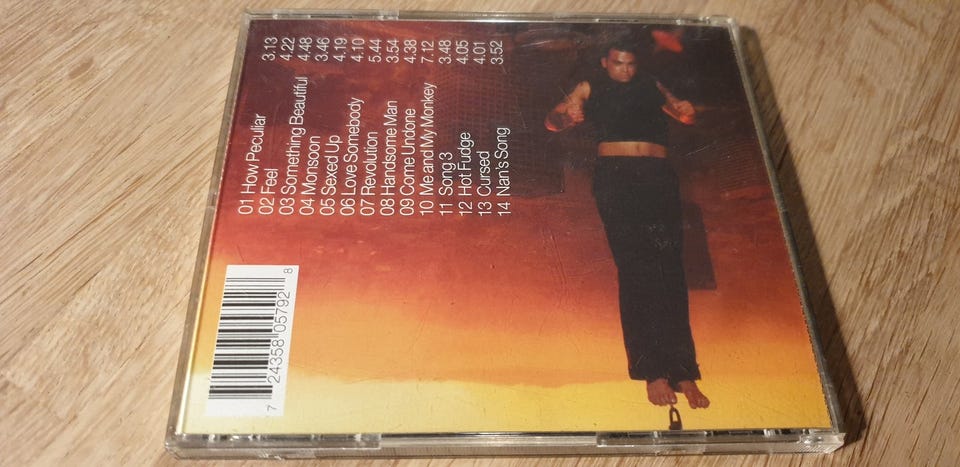 01 How Peculiar 3.13
02 Feel 4.22
03 Something Beautiful 4.48
04 Monsoon 3.46
05 Sexed Up 4.19
06 Love Somebody 4.10
07 Revolution 5.44
08 Handsome Man 3.54
09 Come Undone 4.38
10 Me and My Monkey 7.12
11 Song 3 3.48
12 Hot Fudge 4.05
13 Cursed 4.01
14 Nan's Song 3.52
7 24358 05792 8